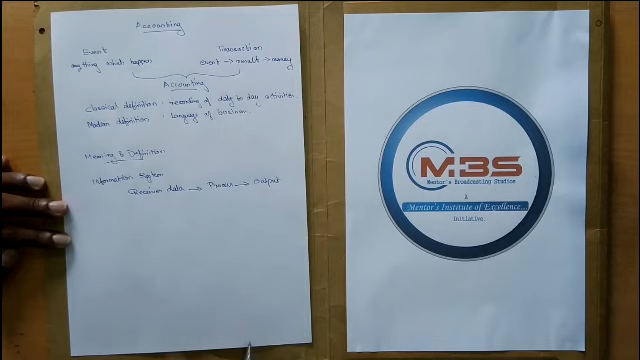 Accounting
Event Transaction
anything which happen event → result → money
Accounting
Classical definition : recording of day to day activities
Modern definition : language of business.
Meaning & Definition
Information System
Receives data → Process → Output
MBS
Mentor's Broadcasting Studios
A
Mentor's Institute of Excellence...
Initiative.